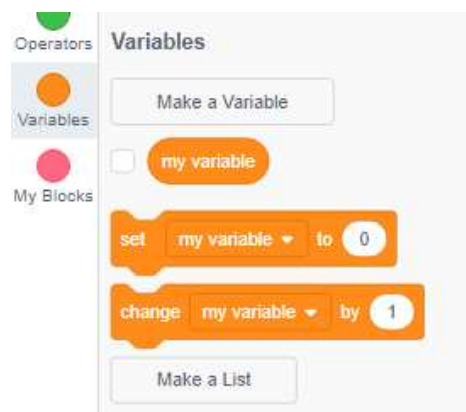 Operators
Variables
My Blocks
Variables
Make a Variable
my variable
set my variable to 0
change my variable by 1
Make a List